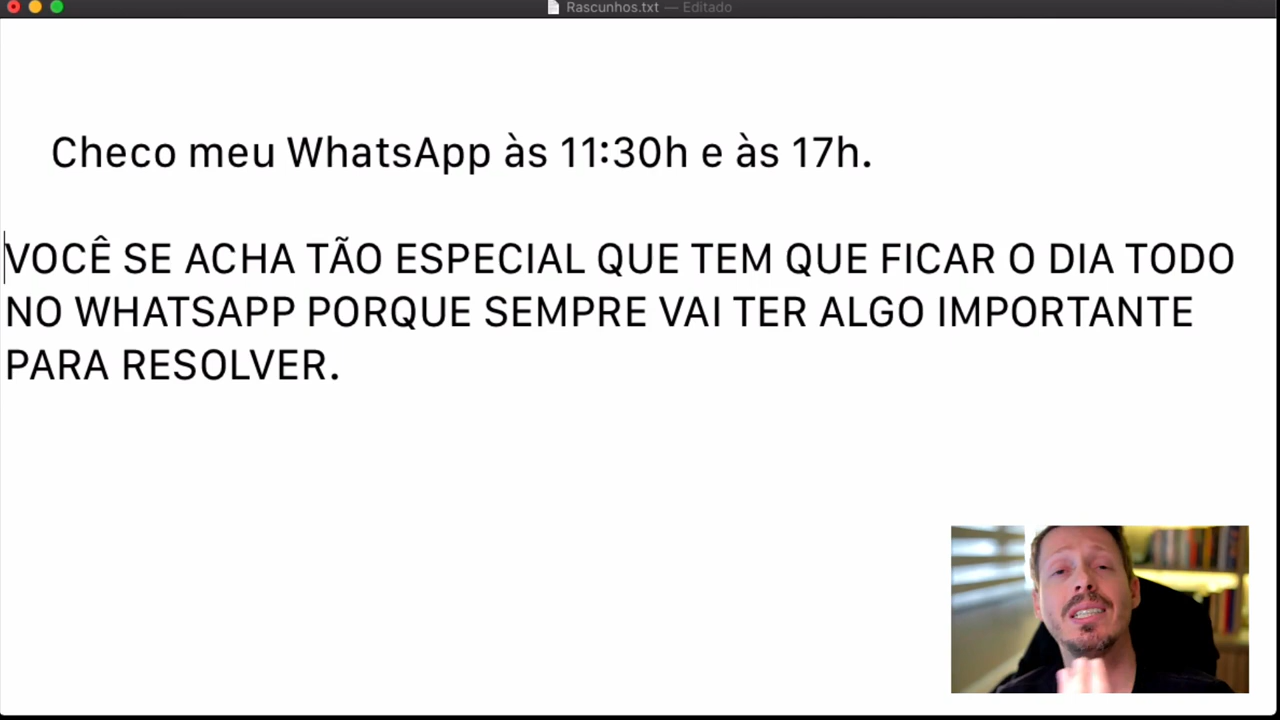 Rascunhos.txt — Editado
Checo meu WhatsApp às 11:30h e às 17h.
VOCÊ SE ACHA TÃO ESPECIAL QUE TEM QUE FICAR O DIA TODO
NO WHATSAPP PORQUE SEMPRE VAI TER ALGO IMPORTANTE
PARA RESOLVER.